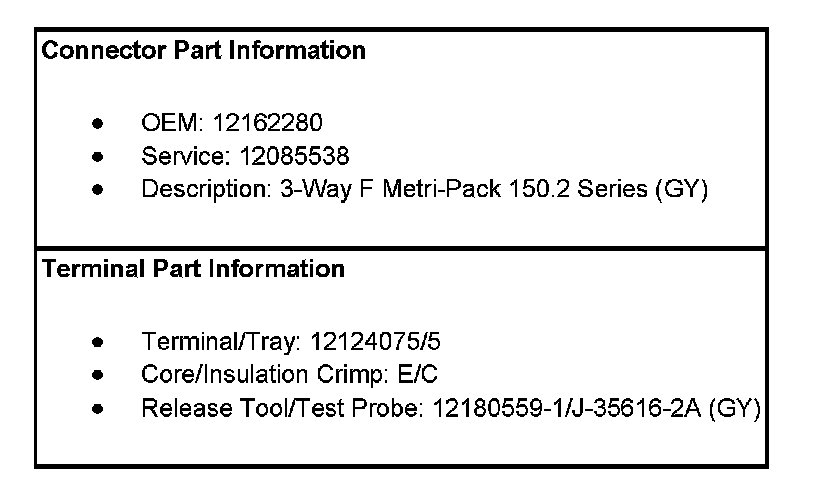 Connector Part Information
● OEM: 12162280
● Service: 12085538
● Description: 3-Way F Metri-Pack 150.2 Series (GY)
Terminal Part Information
● Terminal/Tray: 12124075/5
● Core/Insulation Crimp: E/C
● Release Tool/Test Probe: 12180559-1/J-35616-2A (GY)